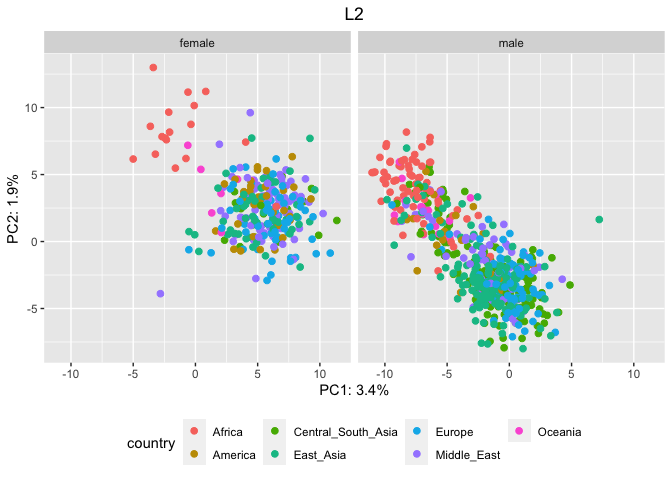 L2
female
male
PC2: 1.9%
10
5
0
-5
-10
-5
0
5
10
-10
-5
0
5
10
PC1: 3.4%
country
Africa
Central_South_Asia
Europe
Oceania
America
East_Asia
Middle_East